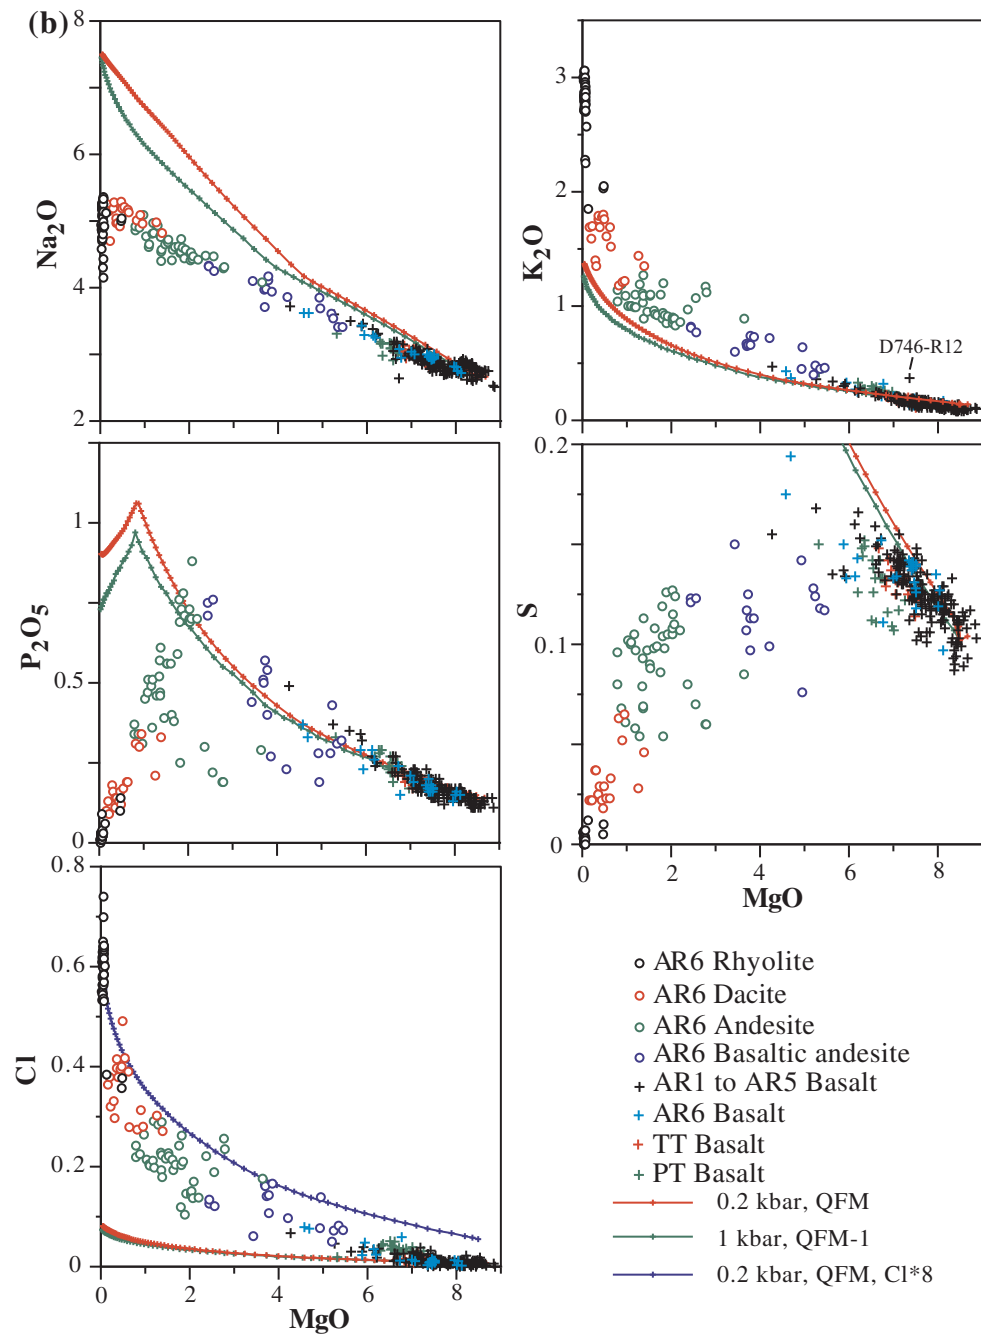 (b)
8
6
4
2
Na2O
3
2
1
0
K2O
D746-R12
1
0.5
0
P2O5
0.2
0.1
0
S
0 2 4 6 8
MgO
0.8
0.6
0.4
0.2
0
Cl
0 2 4 6 8
MgO
AR6 Rhyolite
AR6 Dacite
AR6 Andesite
AR6 Basaltic andesite
AR1 to AR5 Basalt
AR6 Basalt
TT Basalt
PT Basalt
0.2 kbar, QFM
1 kbar, QFM-1
0.2 kbar, QFM, Cl*8